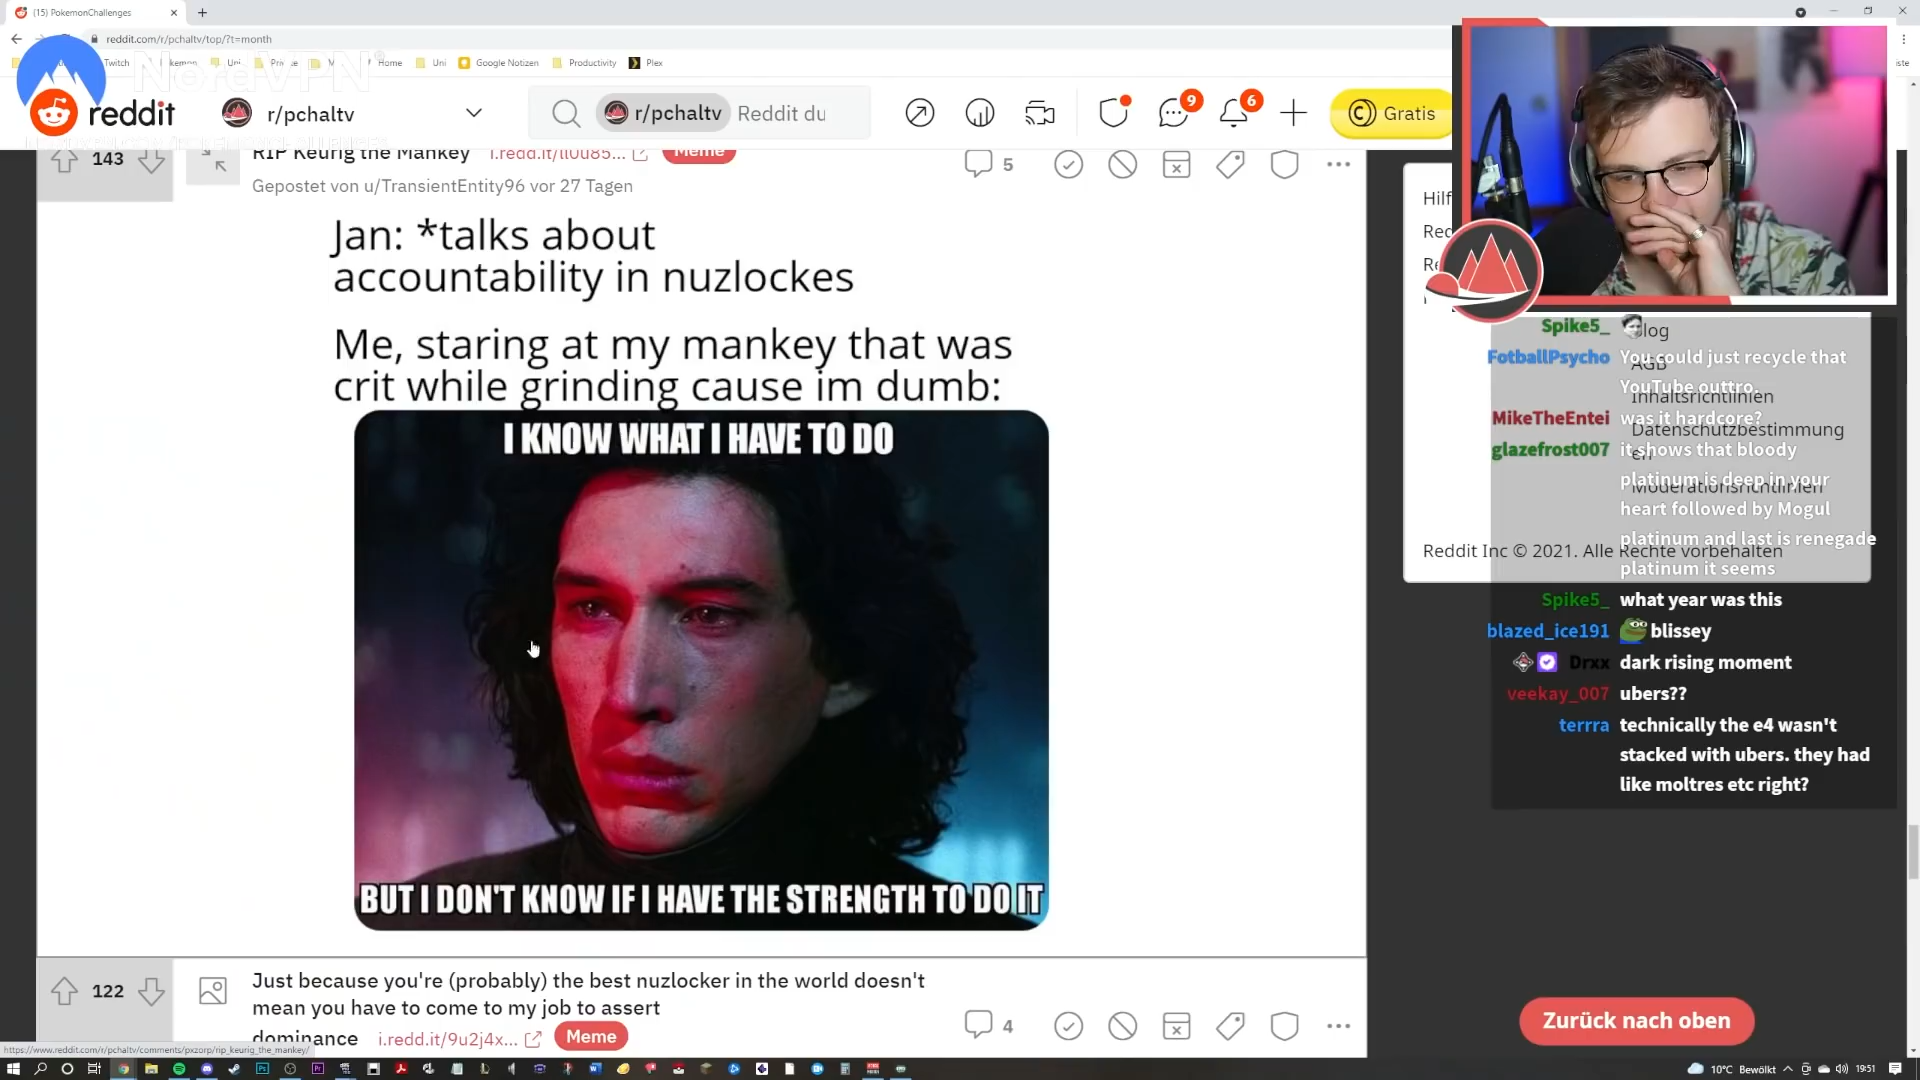 (15) PokemonChallenges
reddit.com/r/pchaltv/top/?t=month
Twitch
Uni
Home
Uni
Google Notizen
Productivity
Plex
NordVPN
reddit
r/pchaltv
r/pchaltv
Reddit du
9
6
Gratis
143
RIP Keurig the Mankey
i.redd.it/ll0u85...
Meme
5
Gepostet von u/TransientEntity96 vor 27 Tagen
Jan: *talks about
accountability in nuzlockes
Me, staring at my mankey that was
crit while grinding cause im dumb:
I KNOW WHAT I HAVE TO DO
BUT I DON'T KNOW IF I HAVE THE STRENGTH TO DO IT
122
Just because you're (probably) the best nuzlocker in the world doesn't
mean you have to come to my job to assert
dominance
i.redd.it/9u2j4x...
Meme
4
https://www.reddit.com/r/pchaltv/comments/pxzorp/rip_keurig_the_mankey/
Hilf
Rec
Blog
AGB
Inhaltsrichtlinien
Datenschutzbestimmung
en
Moderationsrichtlinien
Reddit Inc © 2021. Alle Rechte vorbehalten
Spike5_
FotballPsycho You could just recycle that
YouTube outtro.
MikeTheEntei was it hardcore?
glazefrost007 it shows that bloody
platinum is deep in your
heart followed by Mogul
platinum and last is renegade
platinum it seems
Spike5_ what year was this
blazed_ice191 blissey
Drxx dark rising moment
veekay_007 ubers??
terrra technically the e4 wasn't
stacked with ubers. they had
like moltres etc right?
Zurück nach oben
10°C Bewölkt
19:51